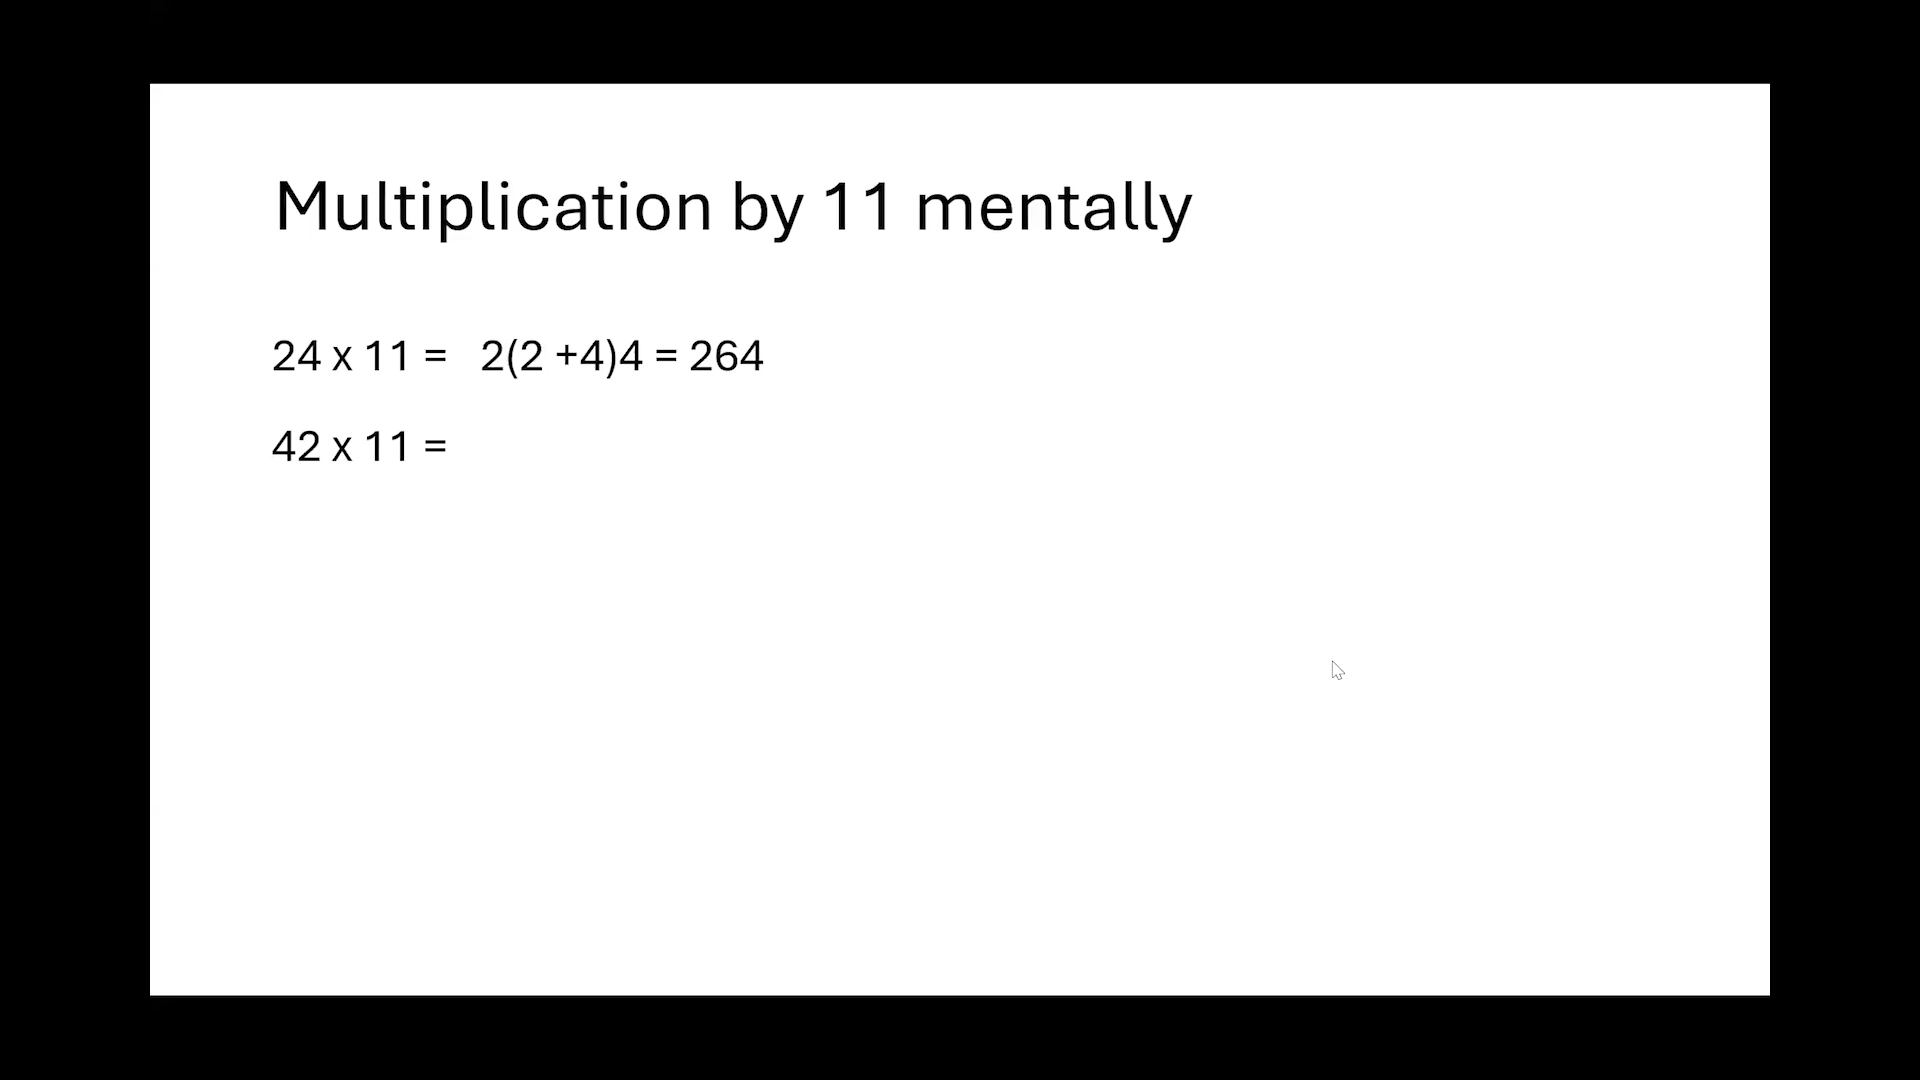 Multiplication by 11 mentally
24 x 11 = 2(2 +4)4 = 264
42 x 11 =